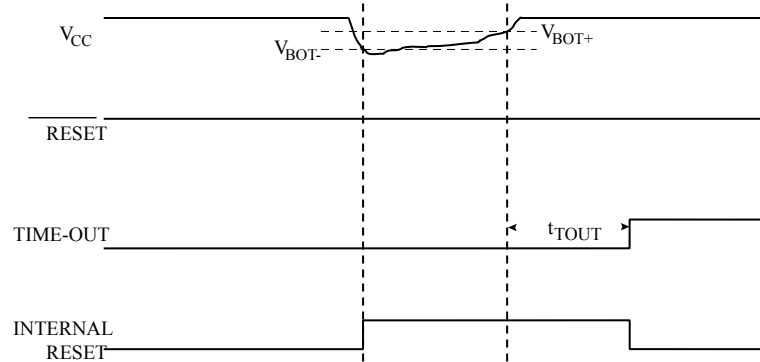 VCC
VBOT-
VBOT+
RESET
TIME-OUT
tTOUT
INTERNAL
RESET